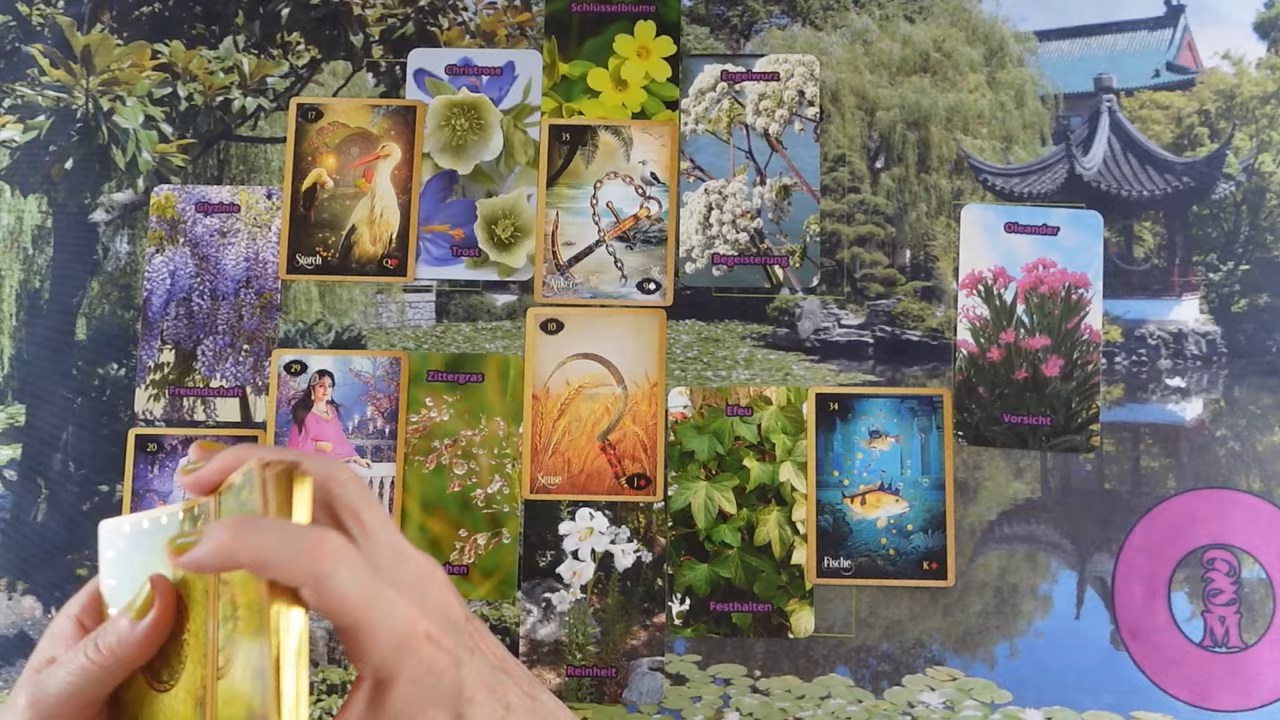 Schlüsselblume
Christrose
Trost
Engelwurz
Begeisterung
17
Storch
Q
35
Anker
9
Glyzinie
Freundschaft
Oleander
Vorsicht
29
Zittergras
10
Sense
J
Efeu
Festhalten
34
Fische
K
20
Reinheit